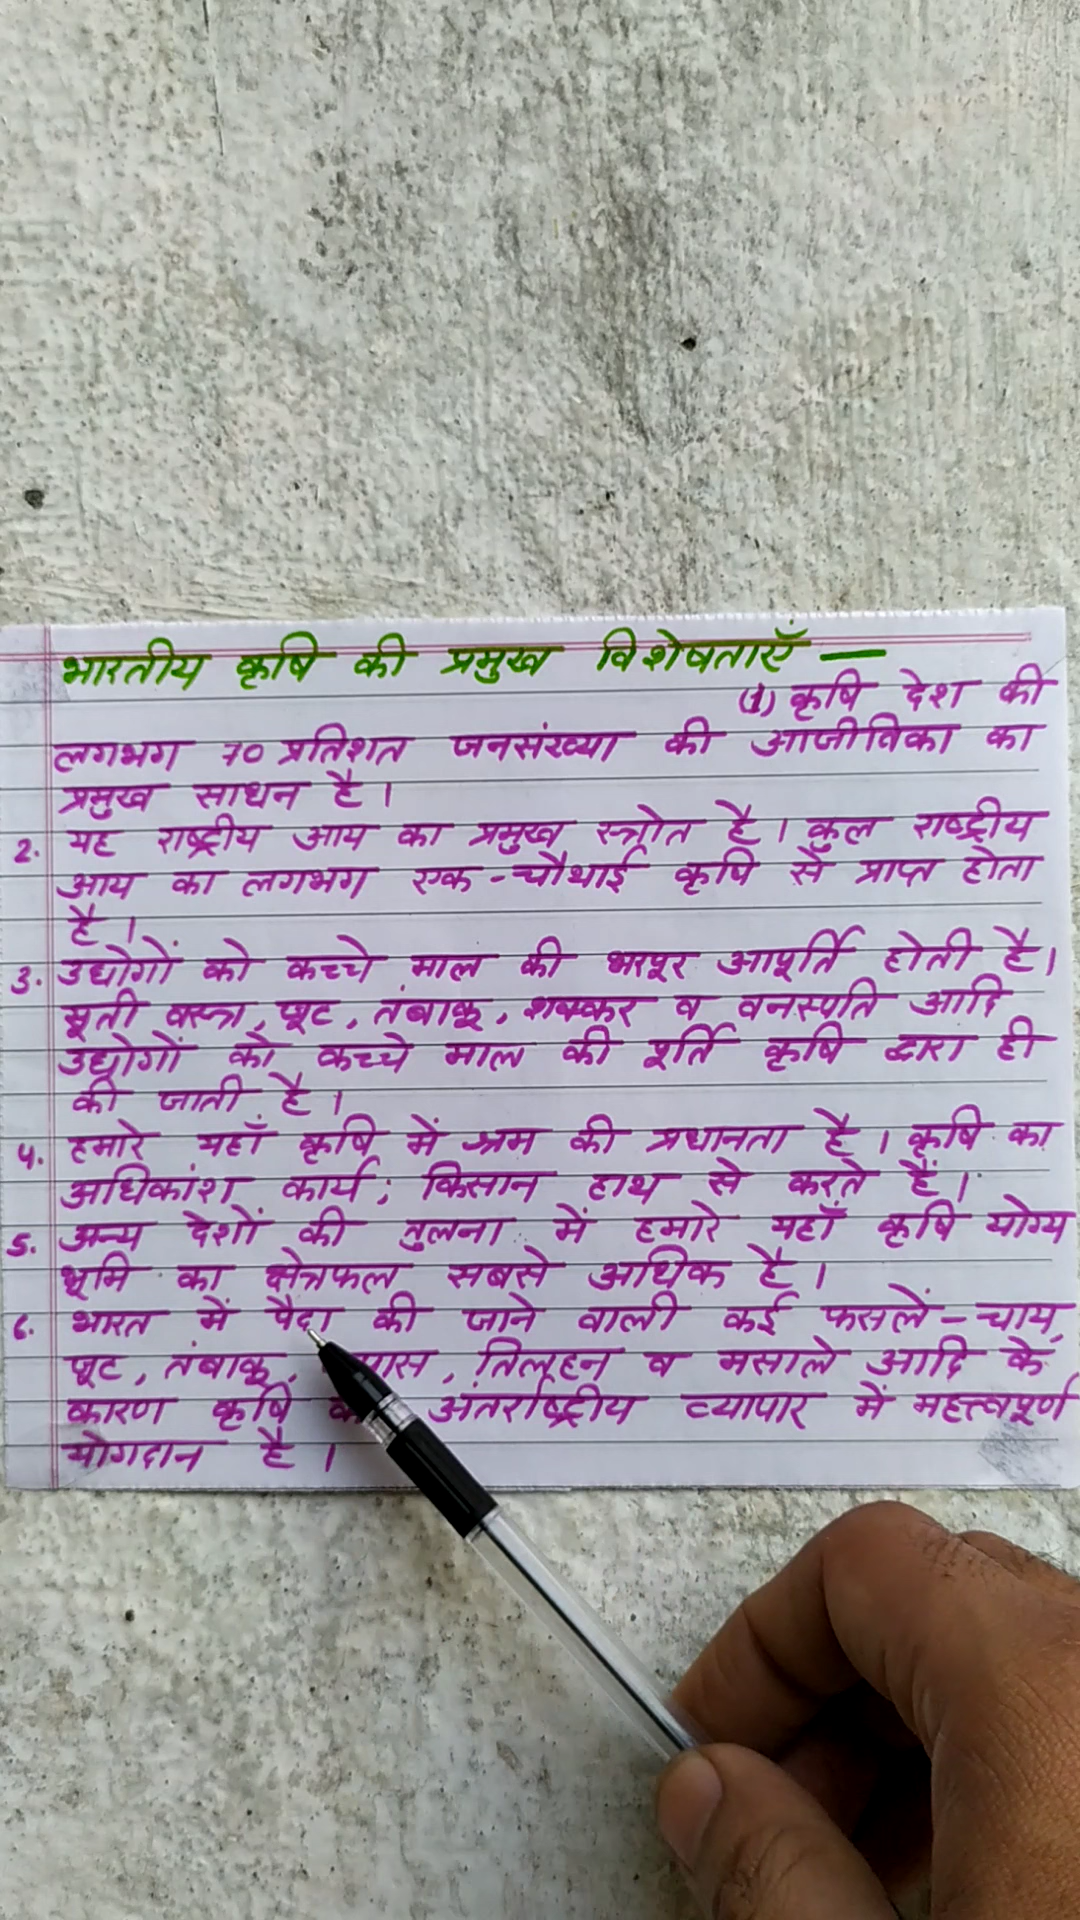 भारतीय कृषि की प्रमुख विशेषताएँ —
(1) कृषि देश की
लगभग 70 प्रतिशत जनसंख्या की आजीविका का
प्रमुख साधन है।
2. यह राष्ट्रीय आय का प्रमुख स्त्रोत है। कुल राष्ट्रीय
आय का लगभग एक-चौथाई कृषि से प्राप्त होता
है।
3. उद्योगों को कच्चे माल की भरपूर आपूर्ति होती है।
सूती वस्त्र, जूट, तंबाकू, शक्कर व वनस्पति आदि
उद्योगों को कच्चे माल की पूर्ति कृषि द्वारा ही
की जाती है।
4. हमारे यहाँ कृषि में श्रम की प्रधानता है। कृषि का
अधिकांश कार्य, किसान हाथ से करते हैं।
5. अन्य देशों की तुलना में हमारे यहाँ कृषि योग्य
भूमि का क्षेत्रफल सबसे अधिक है।
6. भारत में पैदा की जाने वाली कई फसलें - चाय,
जूट, तंबाकू, तिलहन व मसाले आदि के
कारण कृषि अंतर्राष्ट्रीय व्यापार में महत्त्वपूर्ण
योगदान है।